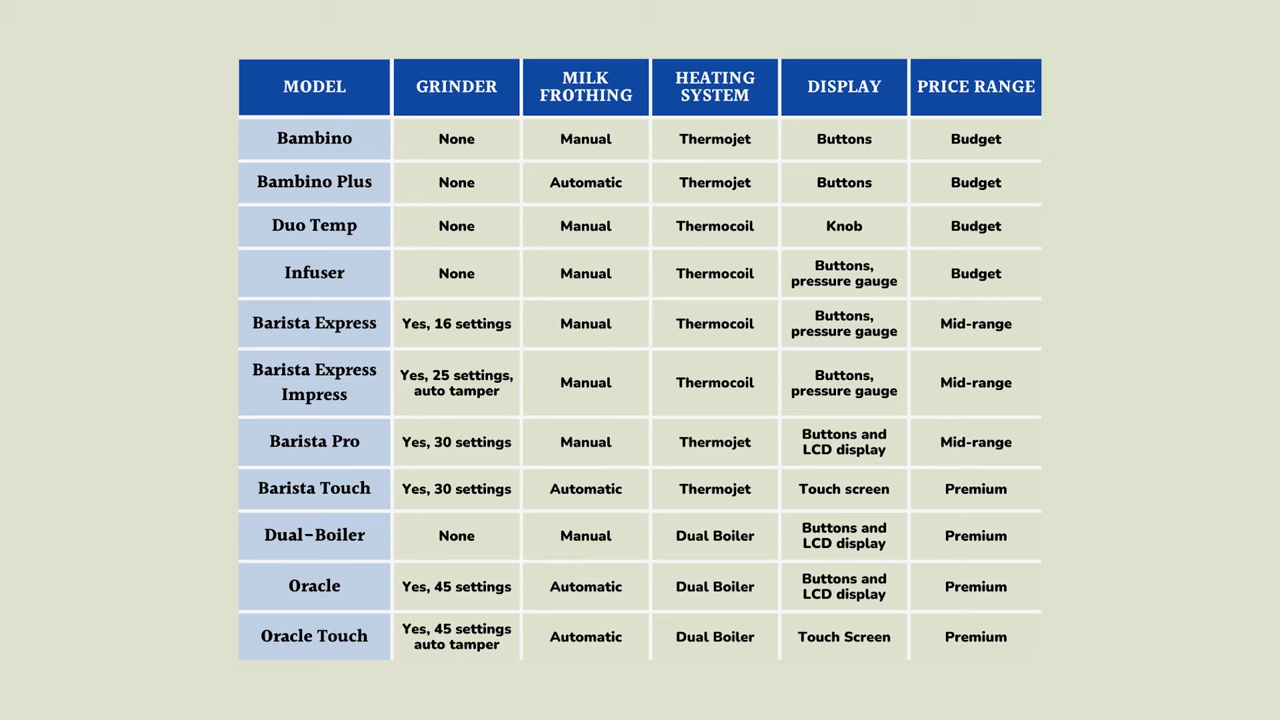 MODEL GRINDER MILK FROTHING HEATING SYSTEM DISPLAY PRICE RANGE
Bambino None Manual Thermojet Buttons Budget
Bambino Plus None Automatic Thermojet Buttons Budget
Duo Temp None Manual Thermocoil Knob Budget
Infuser None Manual Thermocoil Buttons, pressure gauge Budget
Barista Express Yes, 16 settings Manual Thermocoil Buttons, pressure gauge Mid-range
Barista Express Impress Yes, 25 settings, auto tamper Manual Thermocoil Buttons, pressure gauge Mid-range
Barista Pro Yes, 30 settings Manual Thermojet Buttons and LCD display Mid-range
Barista Touch Yes, 30 settings Automatic Thermojet Touch screen Premium
Dual-Boiler None Manual Dual Boiler Buttons and LCD display Premium
Oracle Yes, 45 settings Automatic Dual Boiler Buttons and LCD display Premium
Oracle Touch Yes, 45 settings auto tamper Automatic Dual Boiler Touch Screen Premium